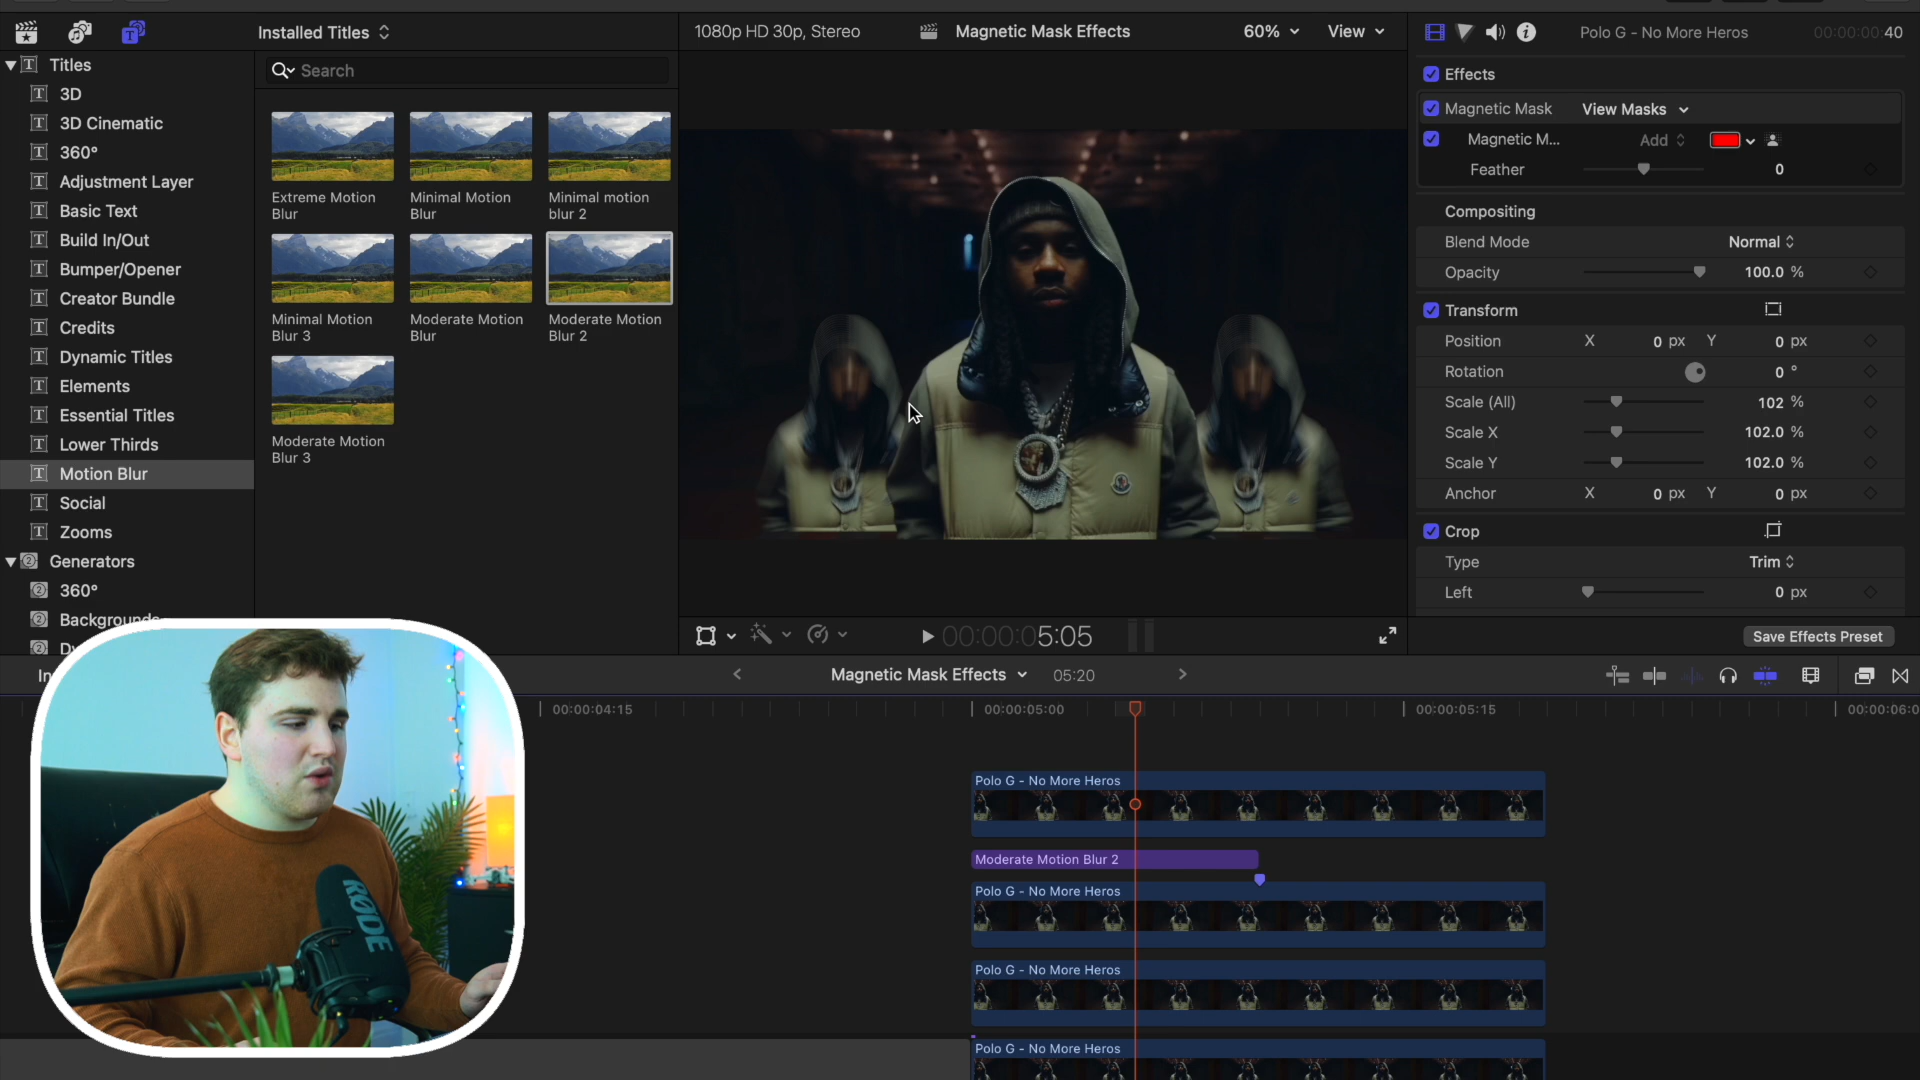 Installed Titles
1080p HD 30p, Stereo
Magnetic Mask Effects
60%
View
Polo G - No More Heros
00:00:00:40
Titles
3D
3D Cinematic
360°
Adjustment Layer
Basic Text
Build In/Out
Bumper/Opener
Creator Bundle
Credits
Dynamic Titles
Elements
Essential Titles
Lower Thirds
Motion Blur
Social
Zooms
Generators
360°
Backgrounds
Search
Extreme Motion
Blur
Minimal Motion
Blur
Minimal motion
blur 2
Minimal Motion
Blur 3
Moderate Motion
Blur
Moderate Motion
Blur 2
Moderate Motion
Blur 3
Effects
Magnetic Mask
View Masks
Magnetic M...
Add
Feather
0
Compositing
Blend Mode
Normal
Opacity
100.0 %
Transform
Position
X 0 px Y 0 px
Rotation
0 °
Scale (All)
102 %
Scale X
102.0 %
Scale Y
102.0 %
Anchor
X 0 px Y 0 px
Crop
Type
Trim
Left
0 px
Save Effects Preset
00:00:05:05
In
Magnetic Mask Effects
05:20
00:00:04:15
00:00:05:00
00:00:05:15
00:00:06:0
Polo G - No More Heros
Moderate Motion Blur 2
Polo G - No More Heros
Polo G - No More Heros
Polo G - No More Heros
RØDE